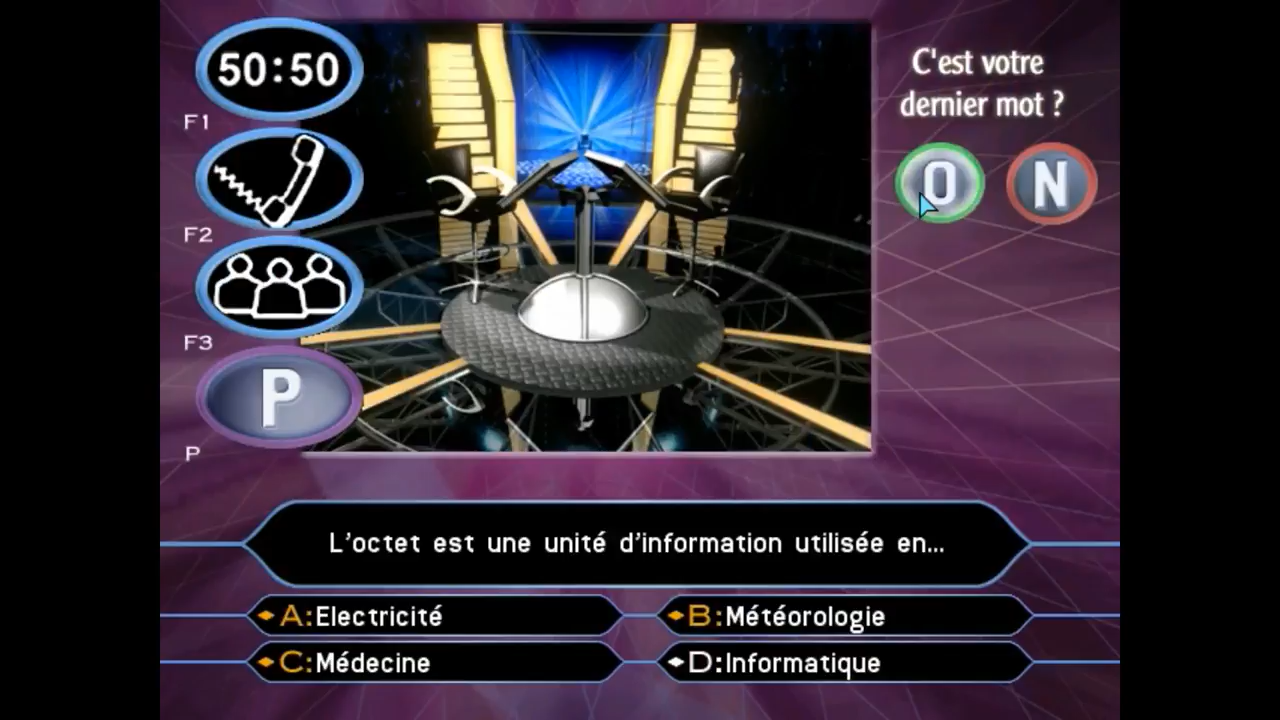 50:50
F1
F2
F3
P
P
C'est votre
dernier mot ?
O N
L'octet est une unité d'information utilisée en...
A:Electricité
B:Météorologie
C:Médecine
D:Informatique